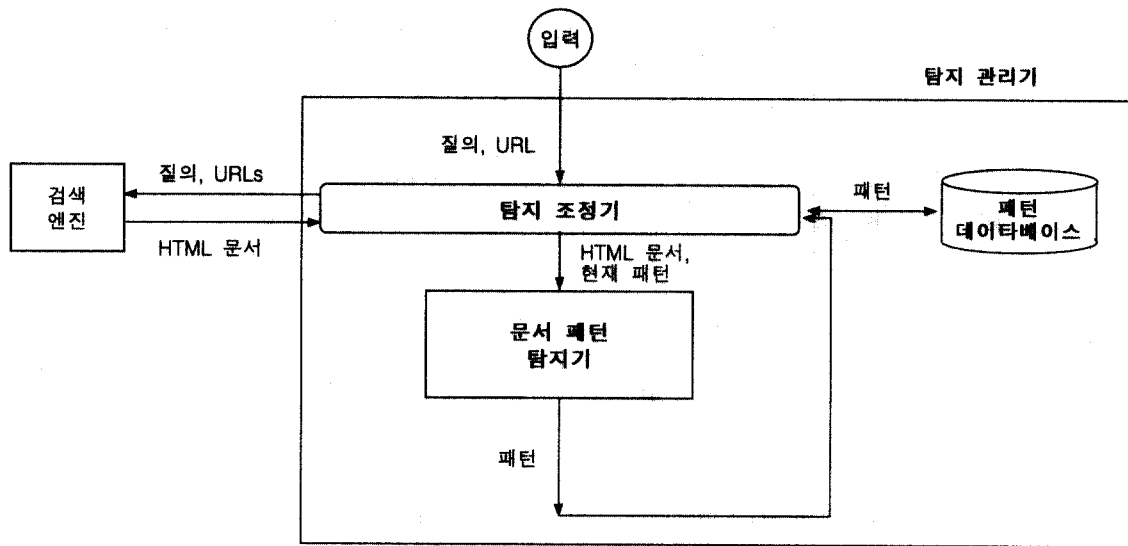 입력
탐지 관리기
질의, URL
질의, URLs
검색
엔진
HTML 문서
탐지 조정기
패턴
패턴
데이타베이스
HTML 문서,
현재 패턴
문서 패턴
탐지기
패턴